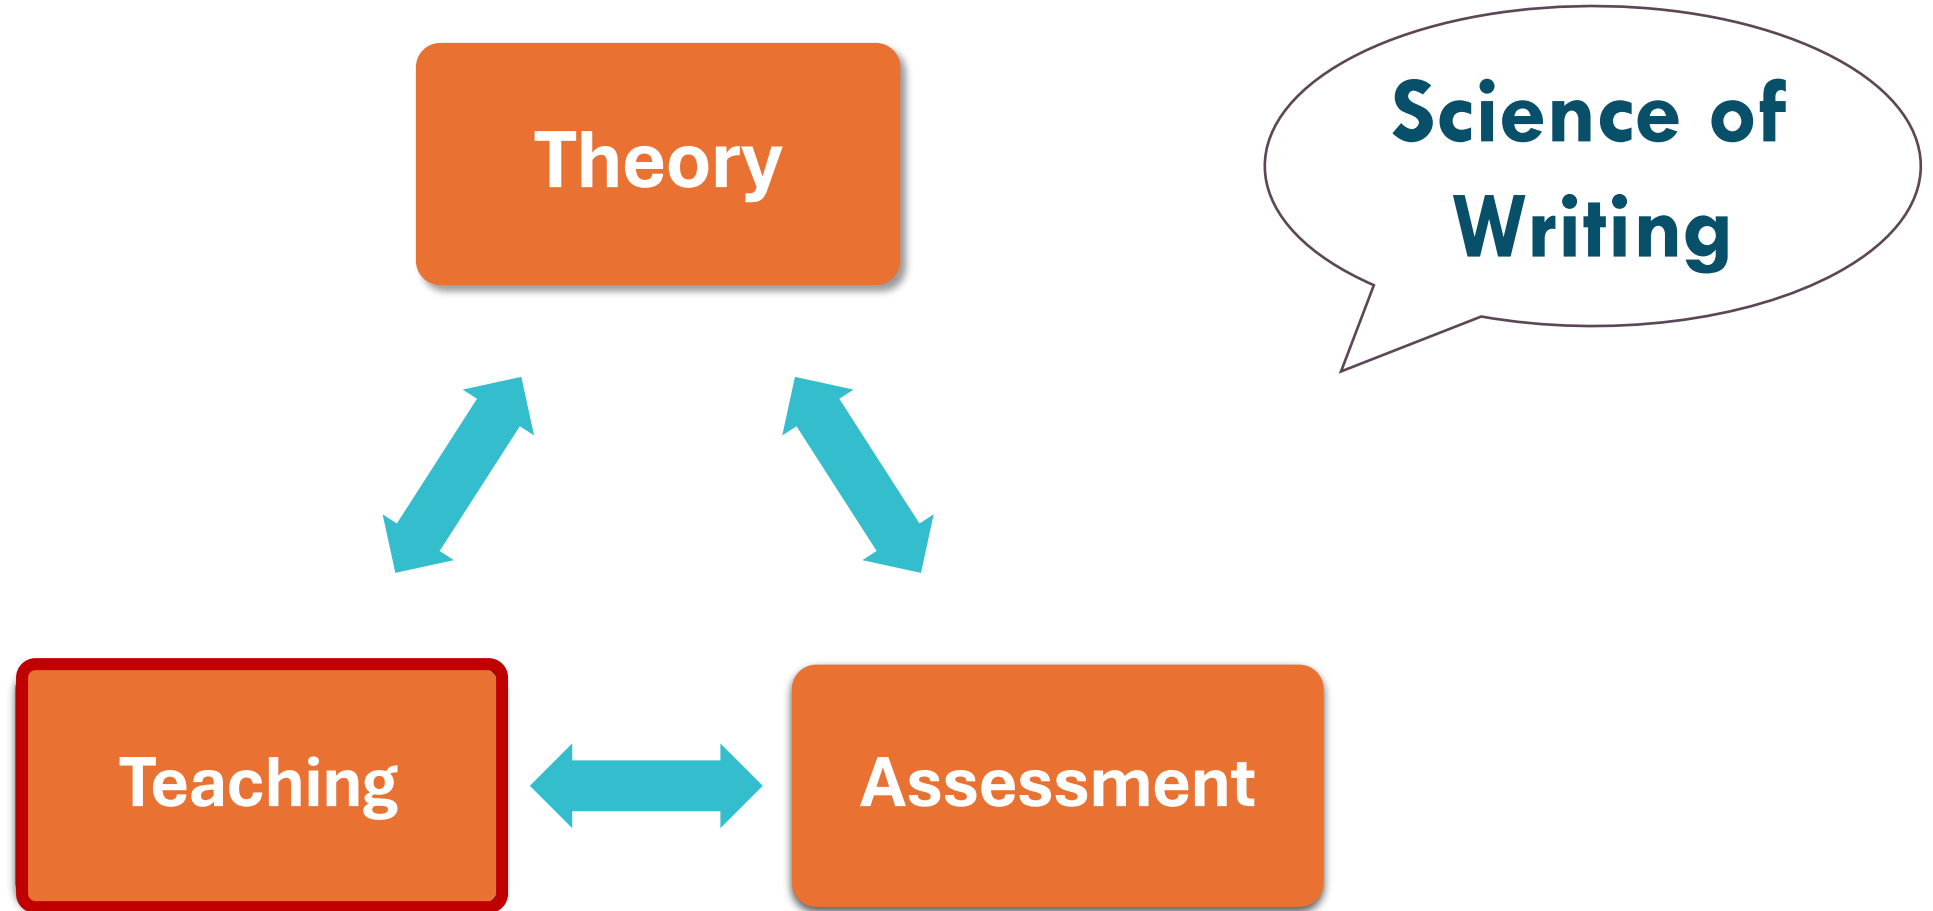 Theory
Science of
Writing
Teaching
Assessment